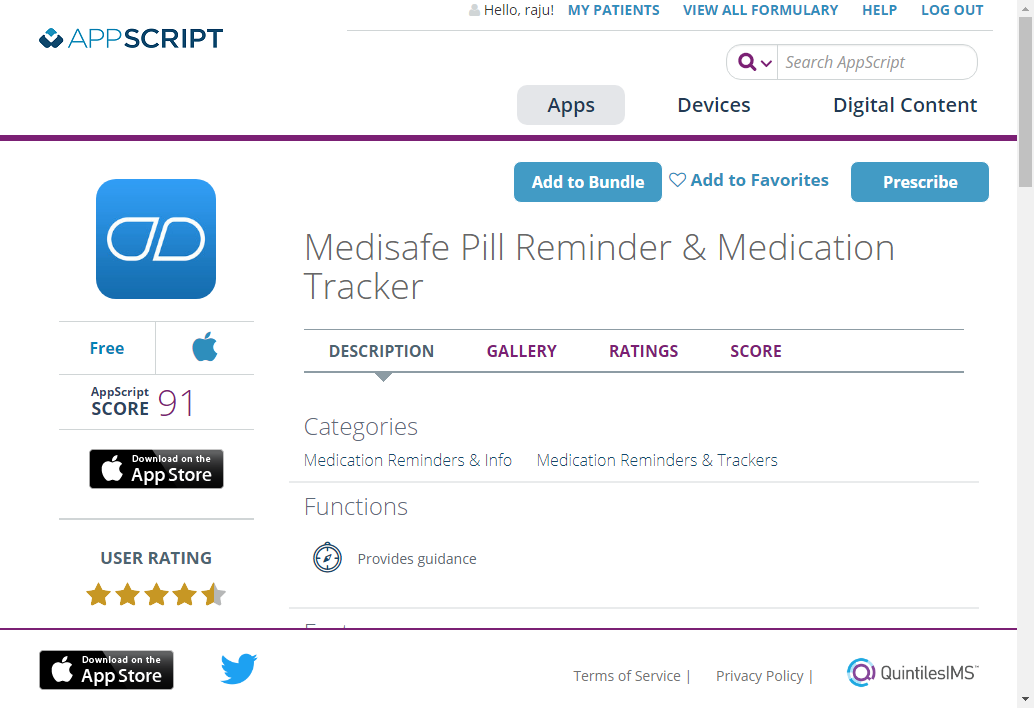 Hello, raju! MY PATIENTS VIEW ALL FORMULARY HELP LOG OUT
APPSCRIPT
Search AppScript
Apps Devices Digital Content
Add to Bundle Add to Favorites Prescribe
Medisafe Pill Reminder & Medication
Tracker
Free
DESCRIPTION GALLERY RATINGS SCORE
AppScript
SCORE 91
Categories
Medication Reminders & Info Medication Reminders & Trackers
Download on the
App Store
Functions
USER RATING
Provides guidance
Download on the
App Store
Terms of Service | Privacy Policy |
QuintilesIMS™